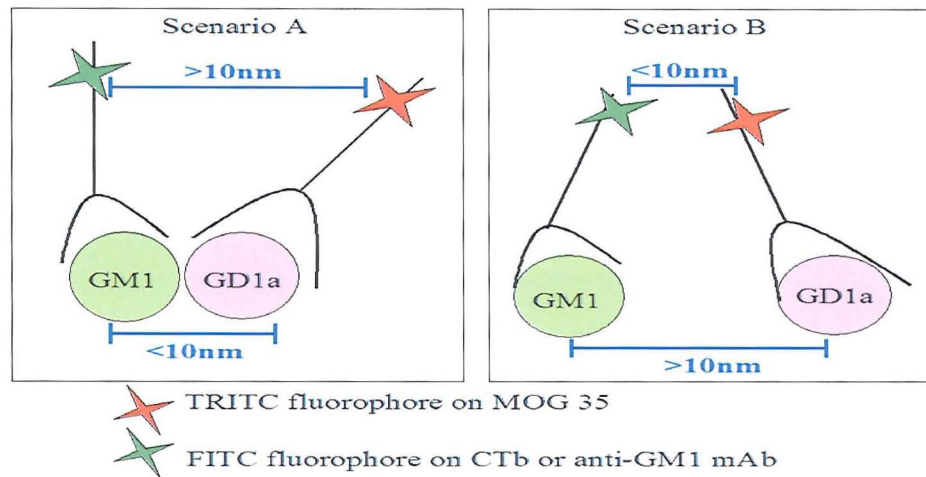 Scenario A
>10nm
GM1
GD1a
<10nm
Scenario B
<10nm
GM1
GD1a
>10nm
TRITC fluorophore on MOG 35
FITC fluorophore on CTb or anti-GM1 mAb